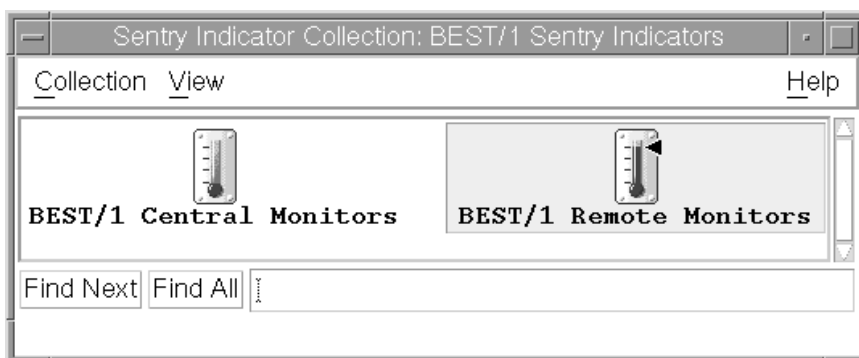 Sentry Indicator Collection: BEST/1 Sentry Indicators
Collection View Help
BEST/1 Central Monitors BEST/1 Remote Monitors
Find Next Find All